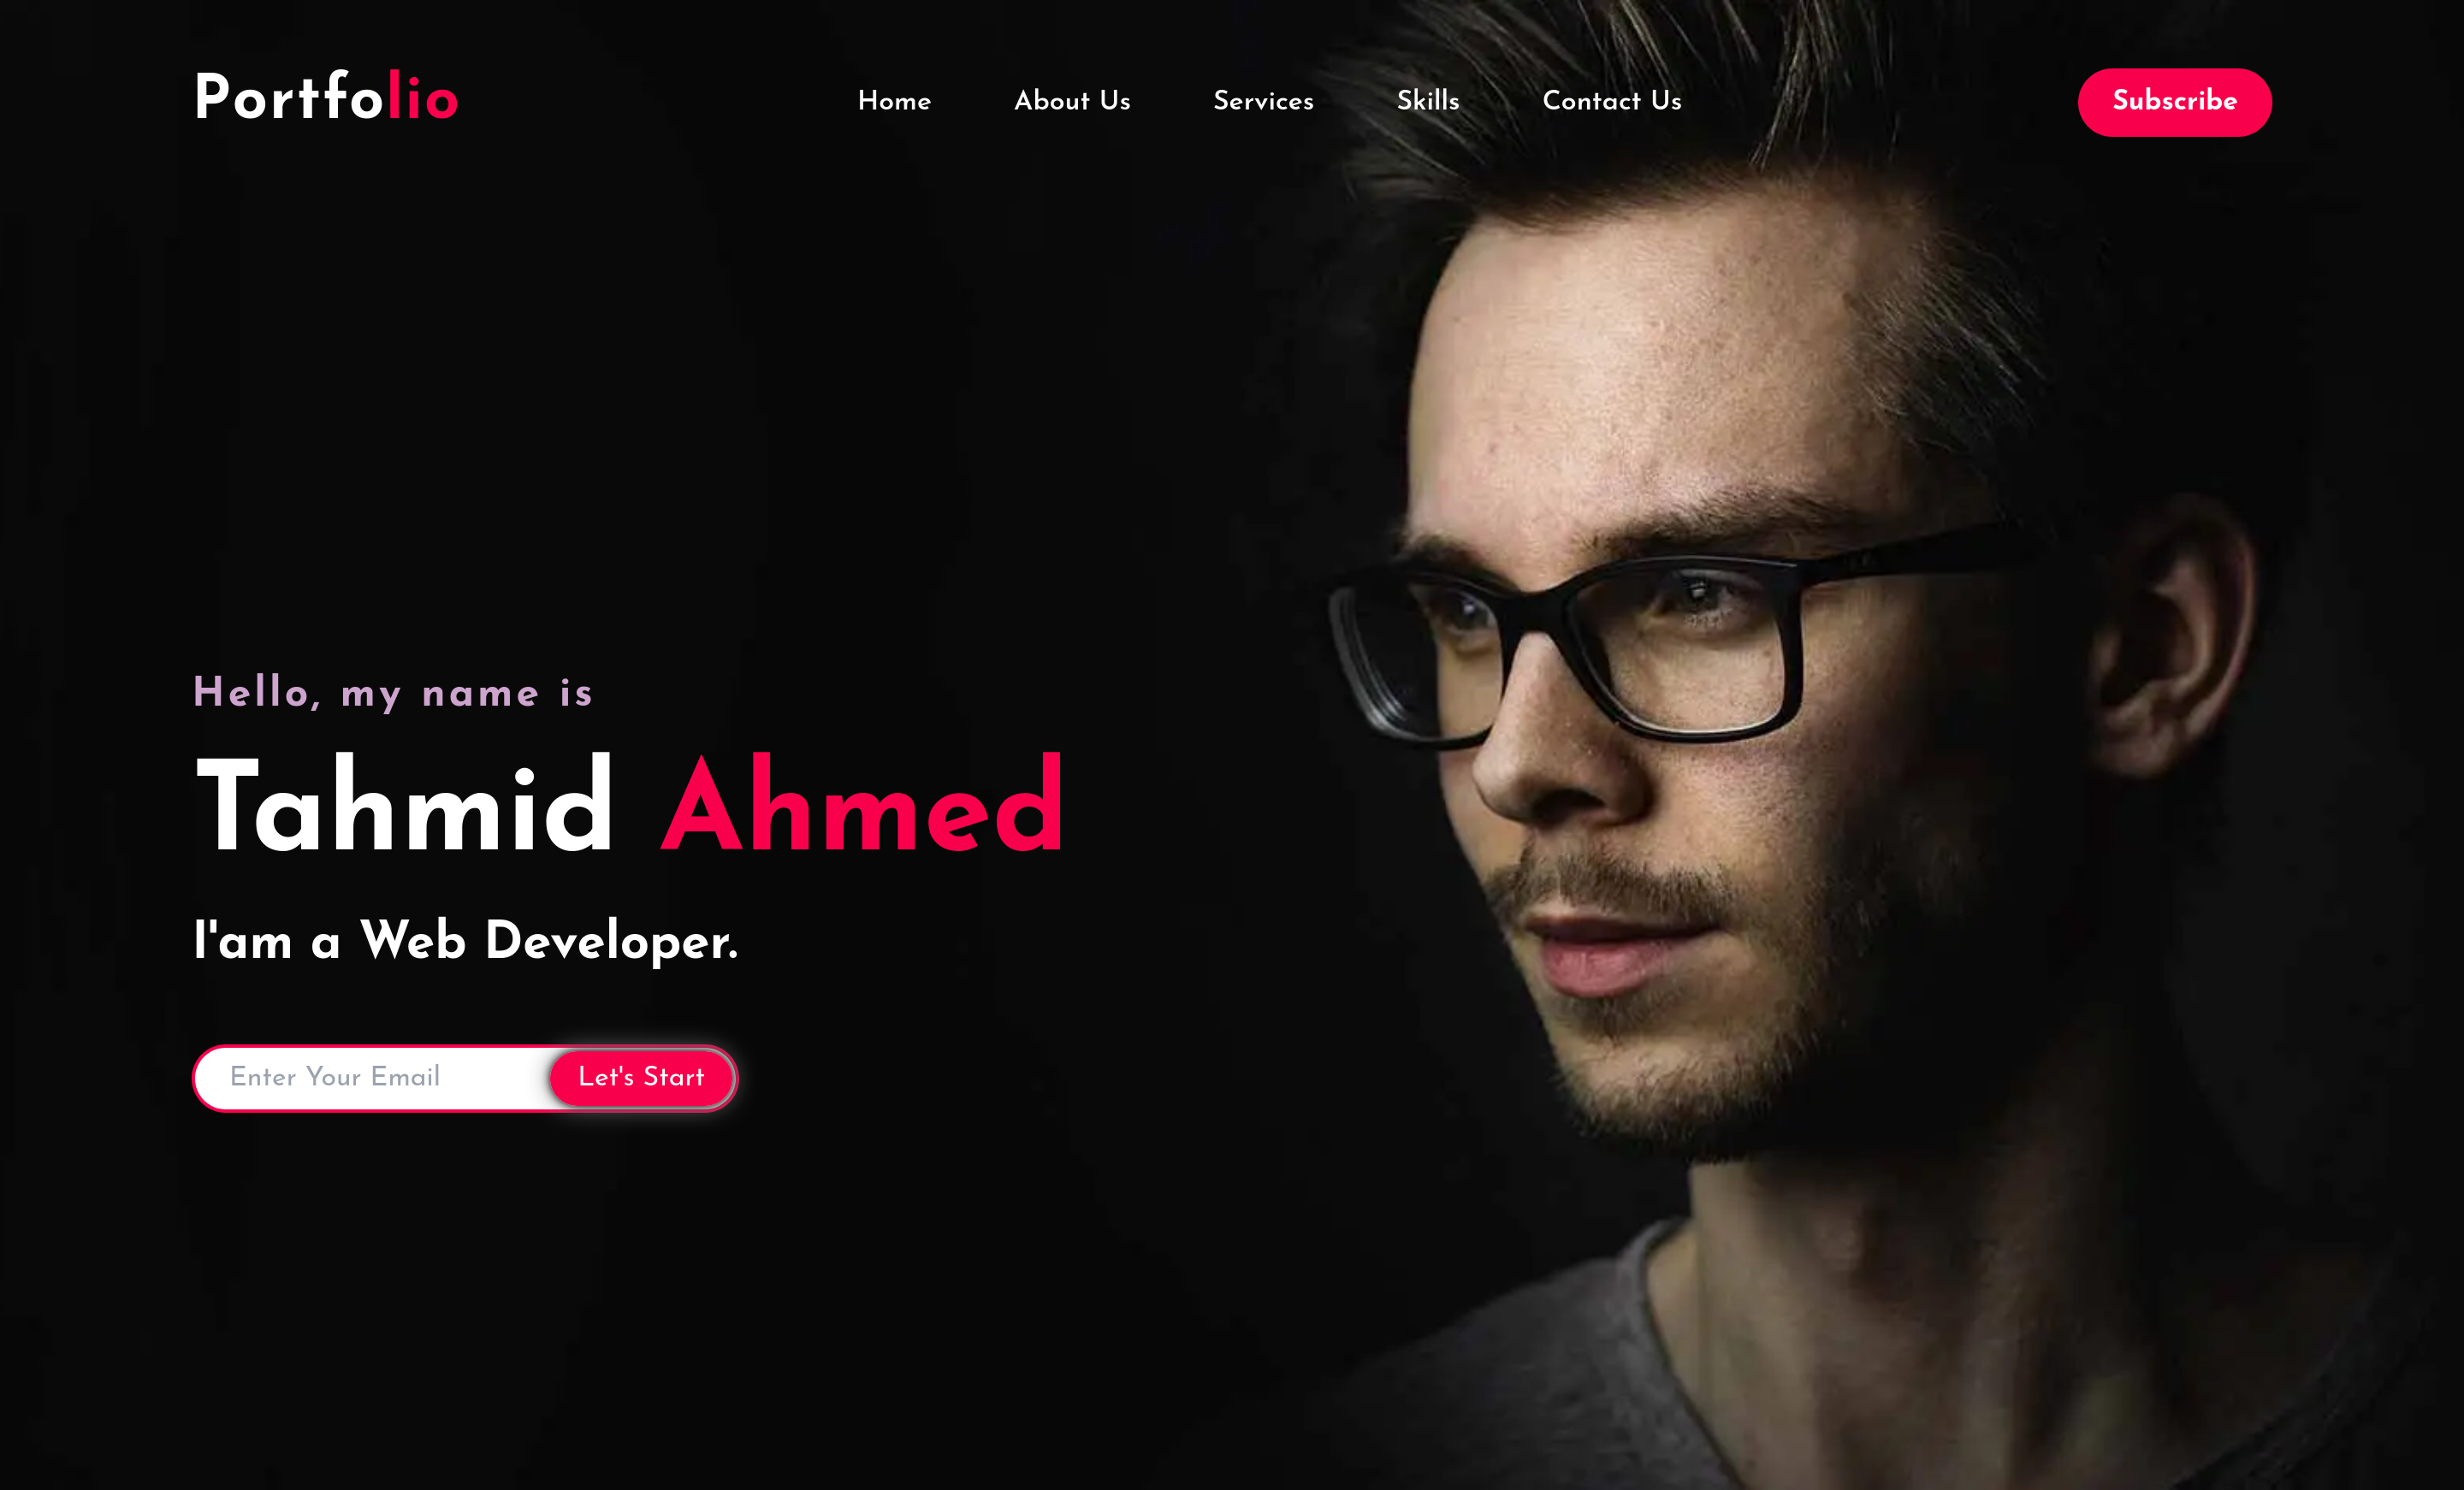 Portfolio
Home About Us Services Skills Contact Us
Subscribe
Hello, my name is
Tahmid Ahmed
I'am a Web Developer.
Enter Your Email Let's Start